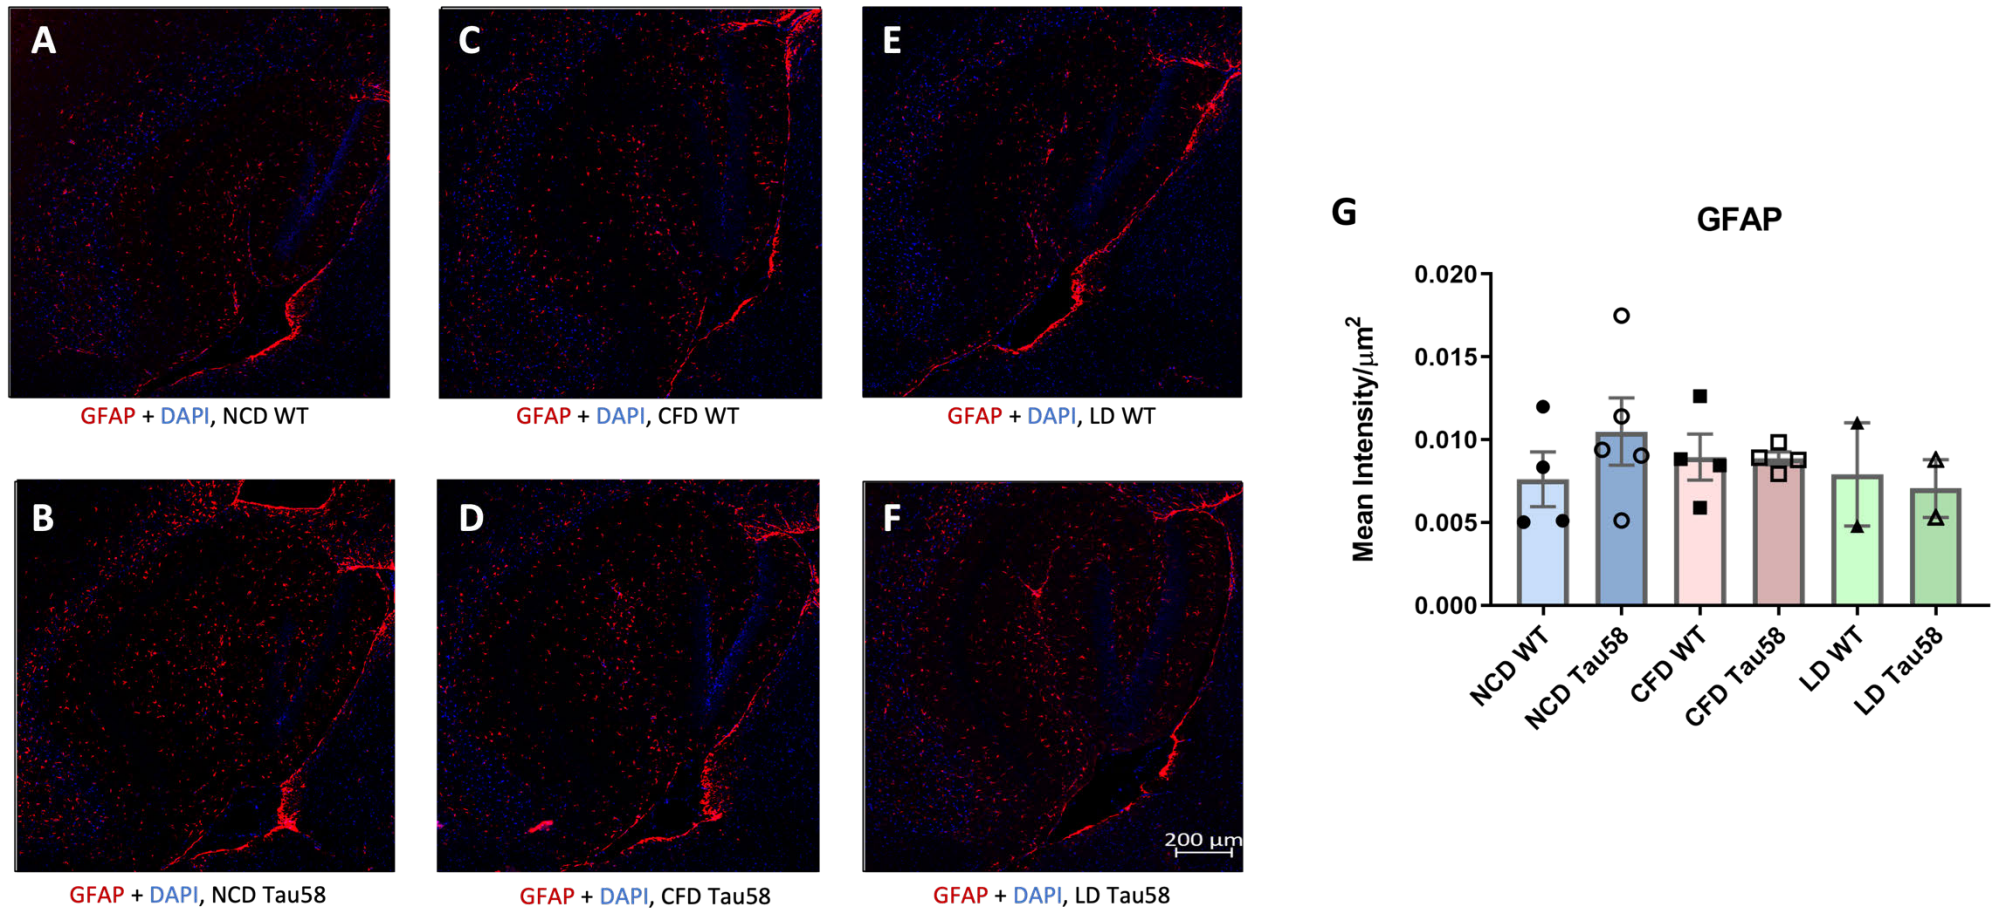 A
C
E
GFAP + DAPI, NCD WT
GFAP + DAPI, CFD WT
GFAP + DAPI, LD WT
B
D
F
200 µm
GFAP + DAPI, NCD Tau58
GFAP + DAPI, CFD Tau58
GFAP + DAPI, LD Tau58
G
GFAP
Mean Intensity/µm²
0.020
0.015
0.010
0.005
0.000
NCD WT
NCD Tau58
CFD WT
CFD Tau58
LD WT
LD Tau58